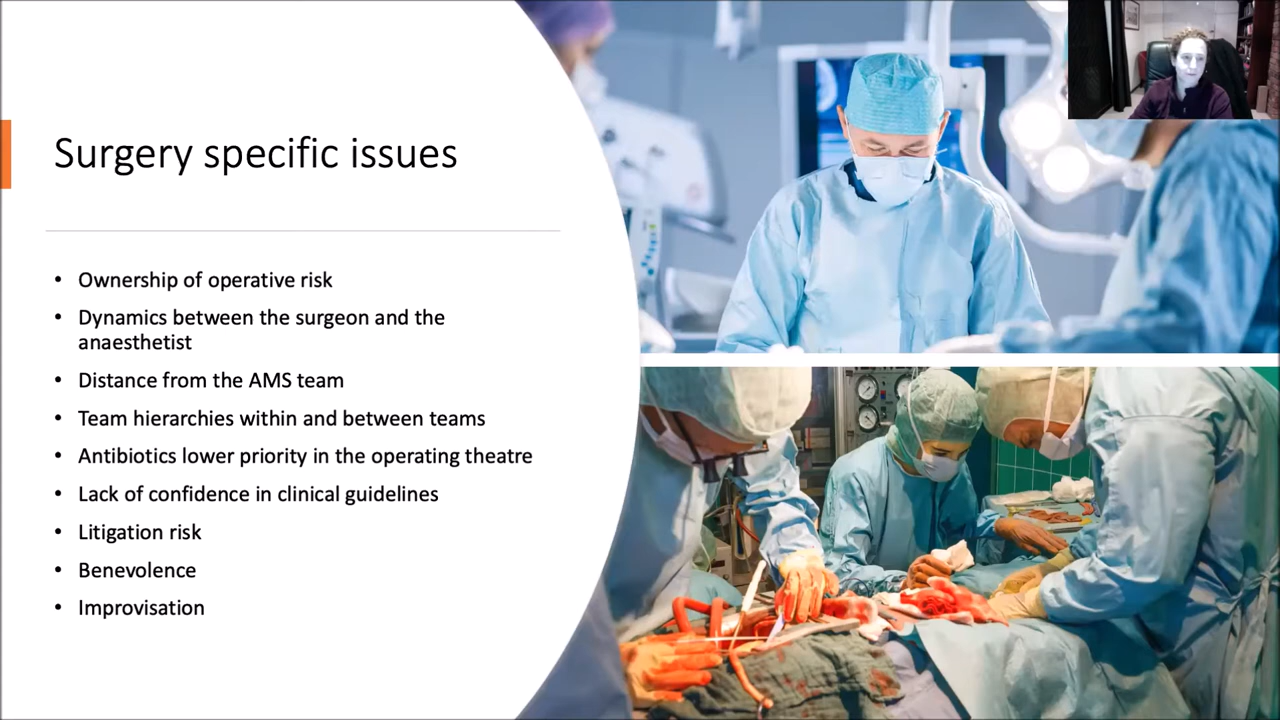 Surgery specific issues
• Ownership of operative risk
• Dynamics between the surgeon and the
anaesthetist
• Distance from the AMS team
• Team hierarchies within and between teams
• Antibiotics lower priority in the operating theatre
• Lack of confidence in clinical guidelines
• Litigation risk
• Benevolence
• Improvisation